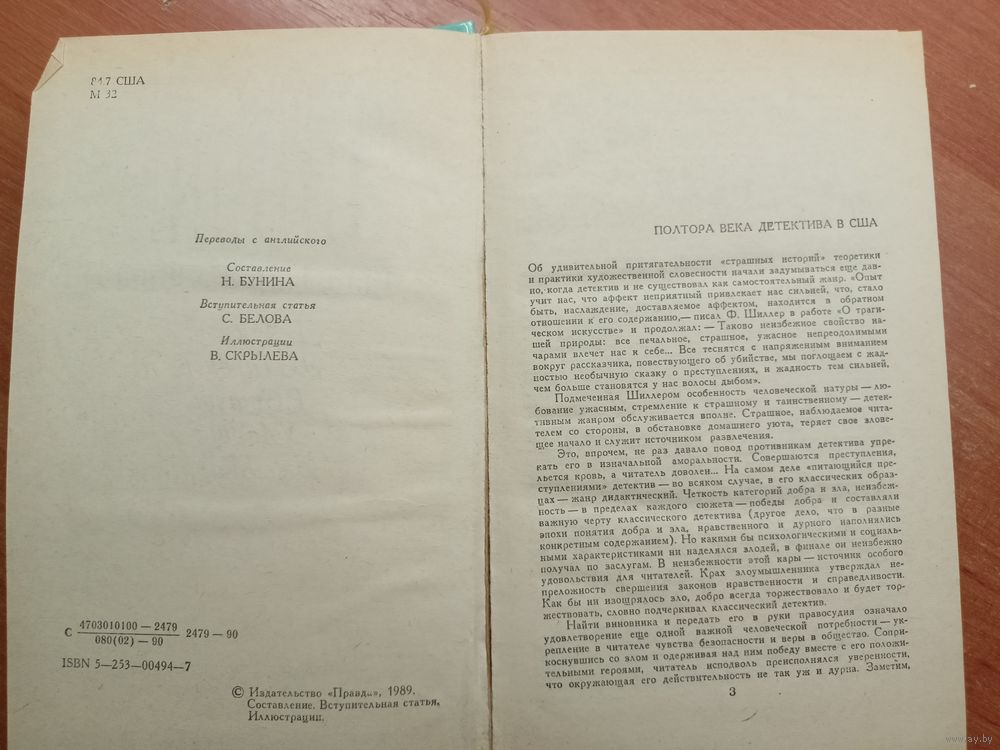 84.7 США
М 32
Переводы с английского
Составление
Н. БУНИНА
Вступительная статья
С. БЕЛОВА
Иллюстрации
В. СКРЫЛЕВА
С 4703010100—2479 2479—90
080(02)—90
ISBN 5—253—00494—7
© Издательство «Правда», 1989.
Составление. Вступительная статья,
Иллюстрации.
ПОЛТОРА ВЕКА ДЕТЕКТИВА В США
Об удивительной притягательности «страшных историй» теоретики
и практики художественной словесности начали задумываться еще дав-
но, когда детектив и не существовал как самостоятельный жанр. «Опыт
учит нас, что аффект неприятный привлекает нас сильней, что, стало
быть, наслаждение, доставляемое аффектом, находится в обратном
отношении к его содержанию,— писал Ф. Шиллер в работе «О траги-
ческом искусстве» и продолжал: — Таково неизбежное свойство на-
шей природы: все печальное, страшное, ужасное непреодолимыми
чарами влечет нас к себе... Все теснятся с напряженным вниманием
вокруг рассказчика, повествующего об убийстве, мы поглощаем с жад-
ностью необычную сказку о преступлениях, и жадность тем сильней,
чем больше становятся у нас волосы дыбом».
Подмеченная Шиллером особенность человеческой натуры — лю-
бование ужасным, стремление к страшному и таинственному — детек-
тивным жанром обслуживается вполне. Страшное, наблюдаемое чита-
телем со стороны, в обстановке домашнего уюта, теряет свое злове-
щее начало и служит источником развлечения.
Это, впрочем, не раз давало повод противникам детектива упре-
кать его в изначальной аморальности. Совершаются преступления,
льется кровь, а читатель доволен... На самом деле «питающийся пре-
ступлениями» детектив — во всяком случае, в его классических образ-
цах — жанр дидактический. Четкость категорий добра и зла, неизбеж-
ность — в пределах каждого сюжета — победы добра и составляли
важную черту классического детектива (другое дело, что в разные
эпохи понятия добра и зла, нравственного и дурного наполнялись
конкретным содержанием). Но какими бы психологическими и социаль-
ными характеристиками ни наделялся злодей, в финале он неизбежно
получал по заслугам. В неизбежности этой кары — источник особого
удовольствия для читателей. Крах злоумышленника утверждал не-
преложность свершения законов нравственности и справедливости.
Как бы ни изощрялось зло, добро всегда торжествовало и будет тор-
жествовать, словно подчеркивал классический детектив.
Найти виновника и передать его в руки правосудия означало
удовлетворение еще одной важной человеческой потребности — ук-
репление в читателе чувства безопасности и веры в общество. Соприк-
коснувшись со злом и одерживая над ним победу вместе с его положи-
тельными героями, читатель исподволь преисполнялся уверенности,
что окружающая его действительность не так уж и дурна. Заметим,
3
www.ay.by